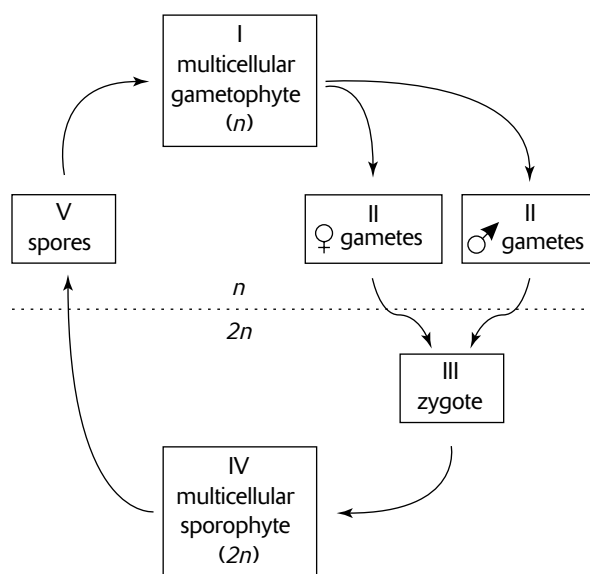 I
multicellular
gametophyte
(n)
V
spores
II
♀ gametes
II
♂ gametes
n
2n
III
zygote
IV
multicellular
sporophyte
(2n)